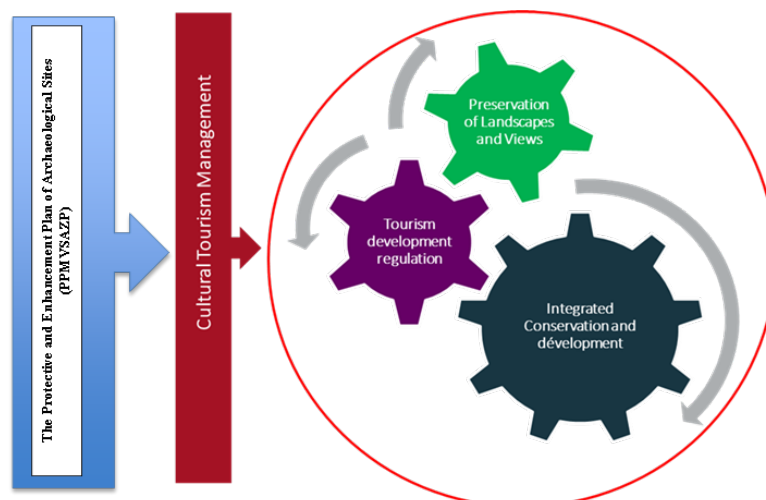 The Protective and Enhancement Plan of Archaeological Sites
(PPMVSAZP)
Cultural Tourism Management
Preservation
of Landscapes
and Views
Tourism
development
regulation
Integrated
Conservation and
dévelopment